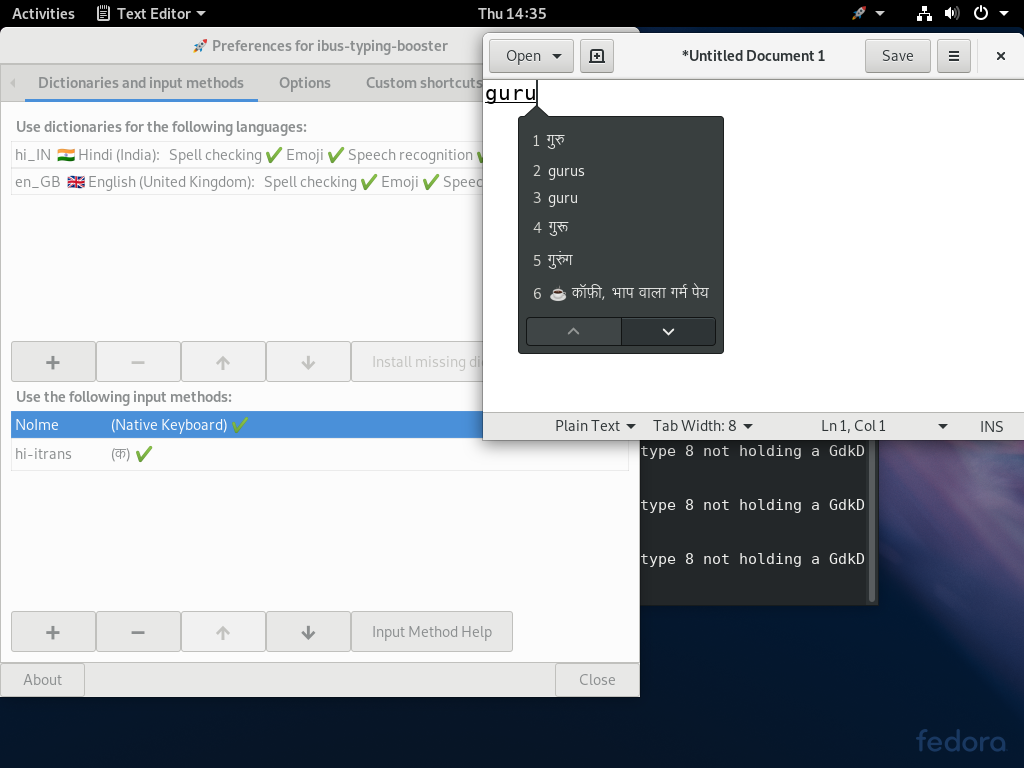 Activities Text Editor Thu 14:35
Preferences for ibus-typing-booster
Dictionaries and input methods Options Custom shortcuts
Use dictionaries for the following languages:
hi_IN 🇮🇳 Hindi (India): Spell checking ✔ Emoji ✔ Speech recognition ✔
en_GB 🇬🇧 English (United Kingdom): Spell checking ✔ Emoji ✔
+ −
Install missing
Use the following input methods:
NoIme (Native Keyboard) ✔
hi-itrans (क) ✔
+ −
Input Method Help
About Close
Open *Untitled Document 1 Save
guru
1 गुरु
2 gurus
3 guru
4 गुरू
5 गुरुंग
6 ☕ कॉफ़ी, भाप वाला गर्म पेय
Plain Text Tab Width: 8 Ln 1, Col 1 INS
type 8 not holding a GdkD
type 8 not holding a GdkD
type 8 not holding a GdkD
fedora